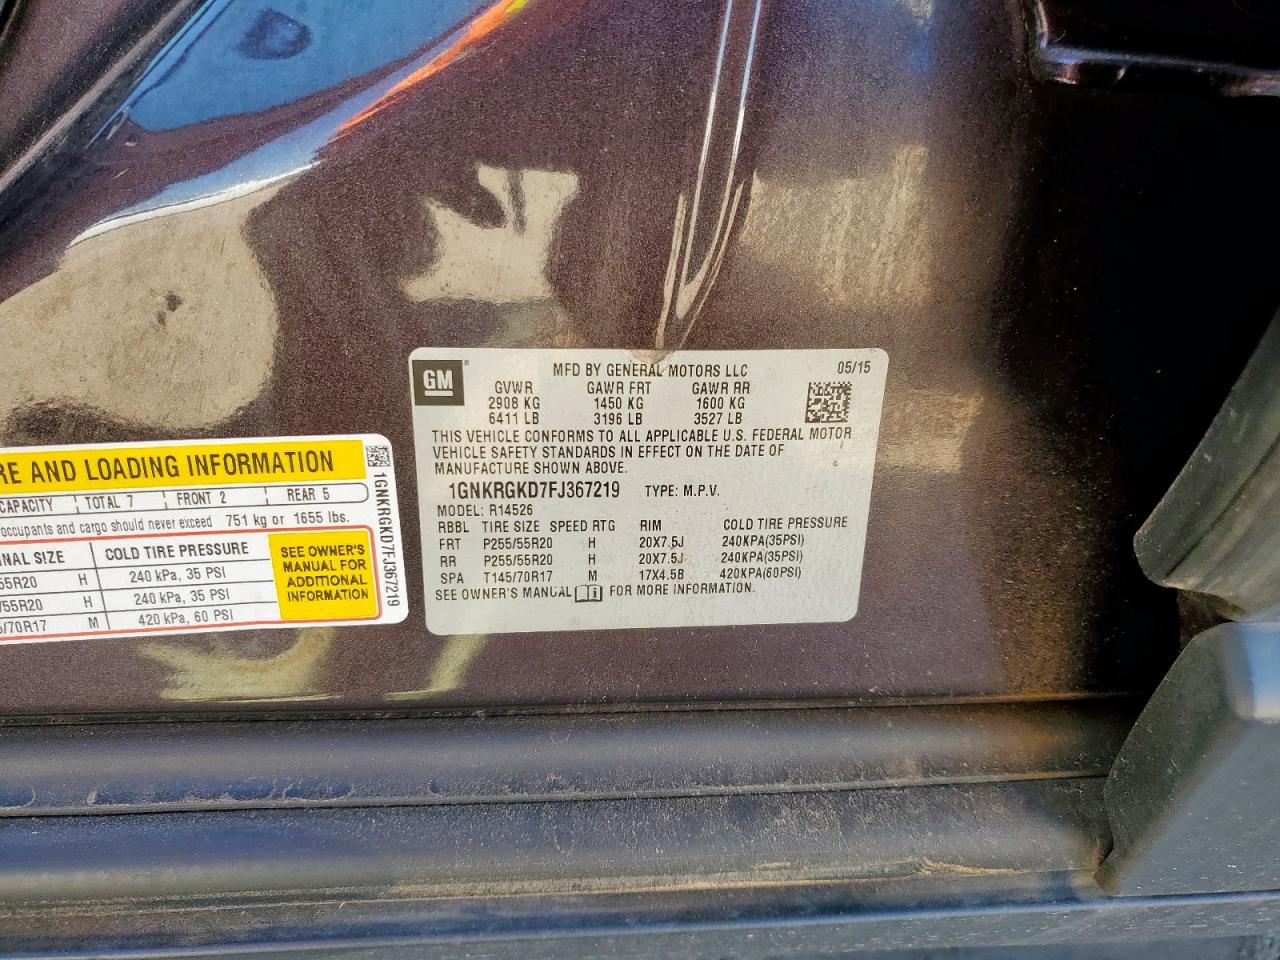 GM
MFD BY GENERAL MOTORS LLC 05/15
GVWR GAWR FRT GAWR RR
2908 KG 1450 KG 1600 KG
6411 LB 3196 LB 3527 LB
THIS VEHICLE CONFORMS TO ALL APPLICABLE U.S. FEDERAL MOTOR
VEHICLE SAFETY STANDARDS IN EFFECT ON THE DATE OF
MANUFACTURE SHOWN ABOVE.
1GNKRGKD7FJ367219 TYPE: M.P.V.
MODEL: R14526
RBBL TIRE SIZE SPEED RTG RIM COLD TIRE PRESSURE
FRT P255/55R20 H 20X7.5J 240KPA(35PSI)
RR P255/55R20 H 20X7.5J 240KPA(35PSI)
SPA T145/70R17 M 17X4.5B 420KPA(60PSI)
SEE OWNER'S MANUAL FOR MORE INFORMATION.
RE AND LOADING INFORMATION
CAPACITY TOTAL 7 FRONT 2 REAR 5
occupants and cargo should never exceed 751 kg or 1655 lbs.
NAL SIZE COLD TIRE PRESSURE
55R20 H 240 kPa, 35 PSI
/55R20 H 240 kPa, 35 PSI
5/70R17 M 420 kPa, 60 PSI
SEE OWNER'S
MANUAL FOR
ADDITIONAL
INFORMATION
1GNKRGKD7FJ367219